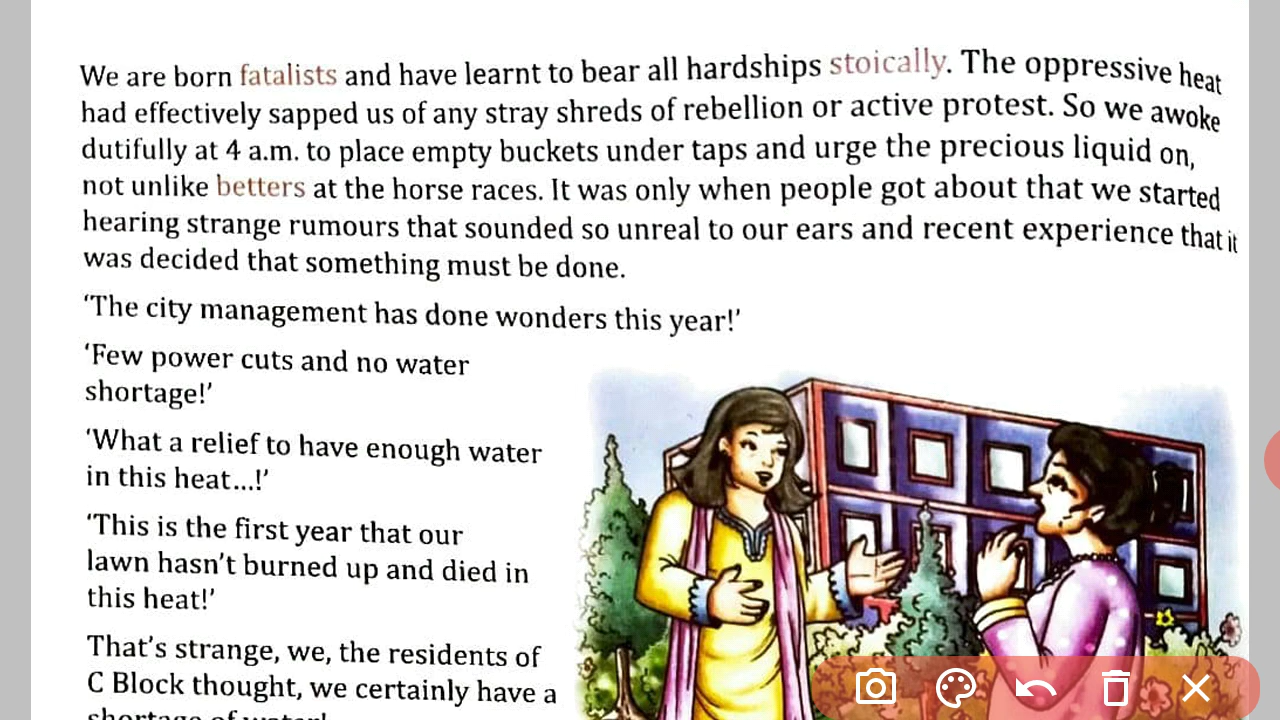 We are born fatalists and have learnt to bear all hardships stoically. The oppressive heat
had effectively sapped us of any stray shreds of rebellion or active protest. So we awoke
dutifully at 4 a.m. to place empty buckets under taps and urge the precious liquid on,
not unlike betters at the horse races. It was only when people got about that we started
hearing strange rumours that sounded so unreal to our ears and recent experience that it
was decided that something must be done.
‘The city management has done wonders this year!’
‘Few power cuts and no water
shortage!’
‘What a relief to have enough water
in this heat...!’
‘This is the first year that our
lawn hasn’t burned up and died in
this heat!’
That’s strange, we, the residents of
C Block thought, we certainly have a
shortage of water!